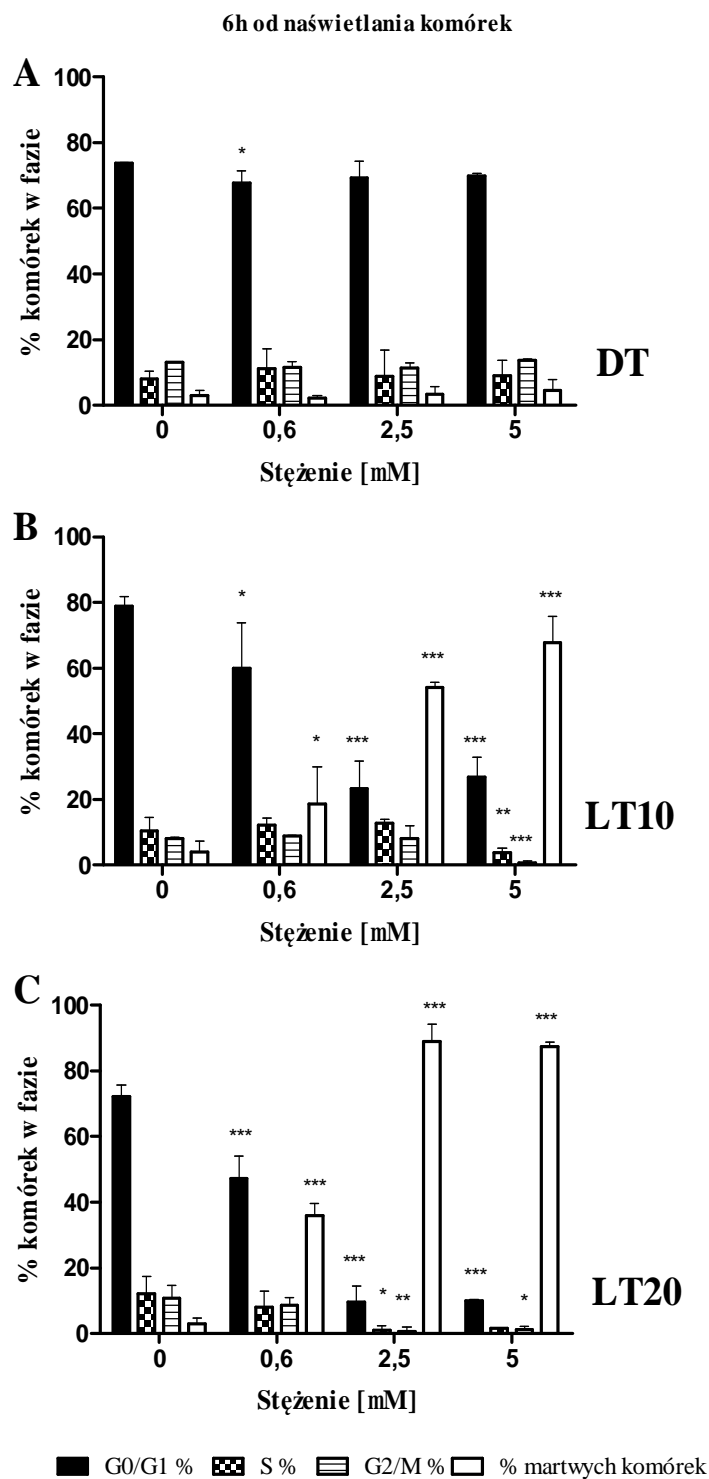 6h od naświetlania komórek
A
% komórek w fazie
100
80
60
40
20
0
*
0 0,6 2,5 5
Stężenie [mM]
DT
B
% komórek w fazie
100
80
60
40
20
0
* * *** *** *** ** *** ***
0 0,6 2,5 5
Stężenie [mM]
LT10
C
% komórek w fazie
100
80
60
40
20
0
*** *** *** * ** *** *** * ***
0 0,6 2,5 5
Stężenie [mM]
LT20
G0/G1 % S % G2/M % % martwych komórek